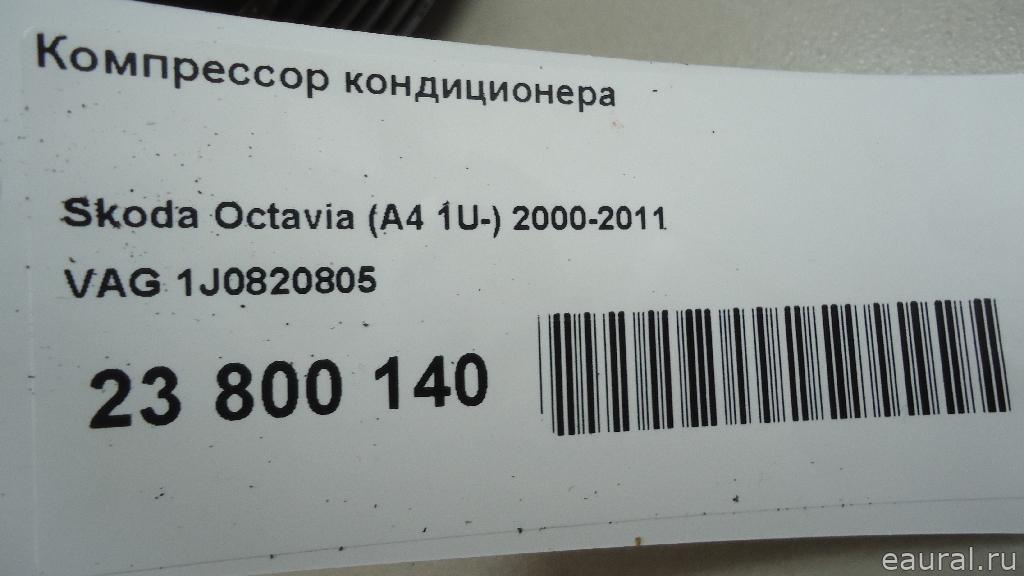 Компрессор кондиционера
Skoda Octavia (A4 1U-) 2000-2011
VAG 1J0820805
23 800 140
eaural.ru